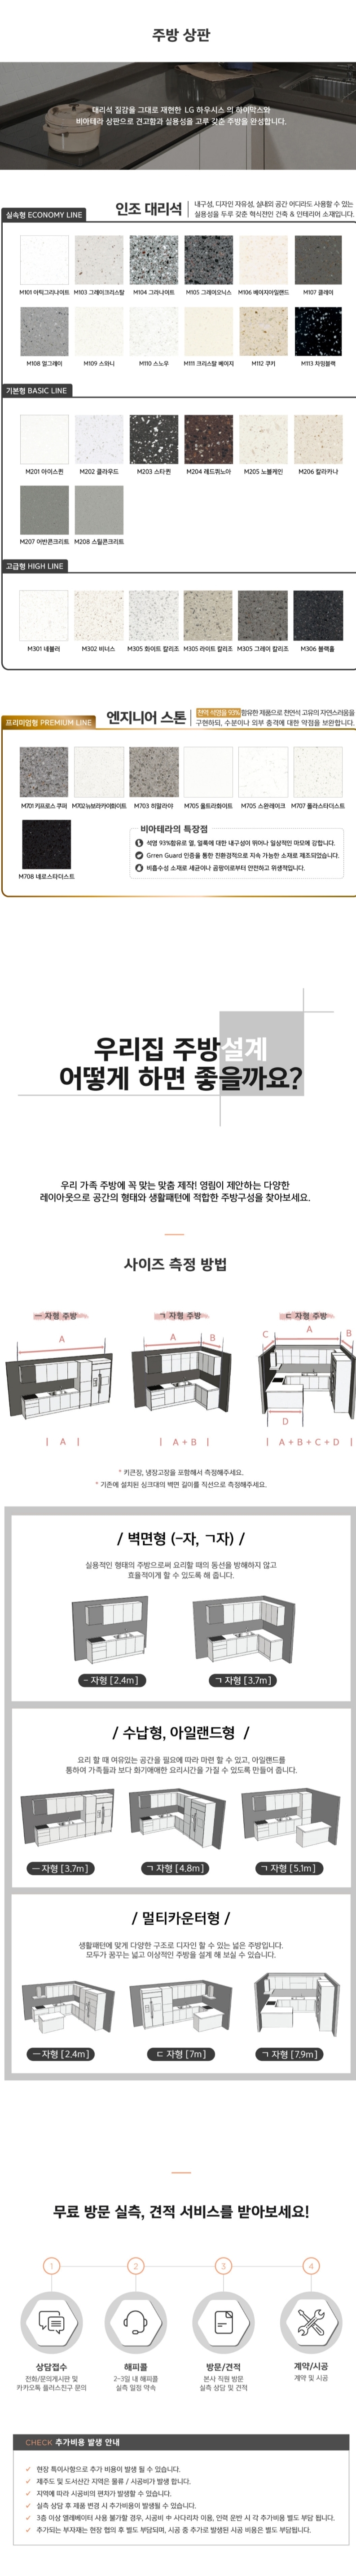 주방 상판
대리석 질감을 그대로 재현한 LG 하우시스 의 하이막스와
비아테라 상판으로 견고함과 실용성을 고루 갖춘 주방을 완성합니다.
실속형 ECONOMY LINE
인조 대리석
내구성, 디자인 자유성, 실내외 공간 어디라도 사용할 수 있는
실용성을 두루 갖춘 혁신적인 건축 & 인테리어 소재입니다.
M101 아틱그라나이트 M103 그레이크리스탈 M104 그라나이트 M105 그레이오닉스 M106 베이지아일랜드 M107 클레이
M108 얼그레이 M109 스와니 M110 스노우 M111 크리스탈 베이지 M112 쿠키 M113 차밍블랙
기본형 BASIC LINE
M201 아이스퀸 M202 클라우드 M203 스타퀸 M204 레드퀴노아 M205 노블케인 M206 칼라카나
M207 어반콘크리트 M208 스틸콘크리트
고급형 HIGH LINE
M301 네뷸라 M302 비너스 M305 화이트 칼리조 M305 라이트 칼리조 M305 그레이 칼리조 M306 블랙홀
프리미엄형 PREMIUM LINE
엔지니어 스톤
천역 석영을 93% 함유한 제품으로 천연석 고유의 자연스러움을
구현하되, 수분이나 외부 충격에 대한 약점을 보완합니다.
M701 키프로스 쿠퍼 M702뉴브라카이화이트 M703 히말라야 M705 울트라화이트 M705 스완레이크 M707 폴라스타더스트
M708 네로스타더스트
비아테라의 특장점
석영 93%함유로 열, 얼룩에 대한 내구성이 뛰어나 일상적인 마모에 강합니다.
Grren Guard 인증을 통한 친환경적으로 지속 가능한 소재로 제조되었습니다.
비흡수성 소재로 세균이나 곰팡이로부터 안전하고 위생적입니다.
우리집 주방설계
어떻게 하면 좋을까요?
우리 가족 주방에 꼭 맞는 맞춤 제작! 영림이 제안하는 다양한
레이아웃으로 공간의 형태와 생활패턴에 적합한 주방구성을 찾아보세요.
사이즈 측정 방법
ㅡ 자형 주방 ㄱ 자형 주방 ㄷ 자형 주방
A A B C A B
D
| A | | A + B | | A + B + C + D |
* 키큰장, 냉장고장을 포함해서 측정해주세요.
* 기존에 설치된 싱크대의 벽면 길이를 직선으로 측정해주세요.
/ 벽면형 (-자, ㄱ자) /
실용적인 형태의 주방으로써 요리할 때의 동선을 방해하지 않고
효율적이게 할 수 있도록 해 줍니다.
- 자형 [2.4m] ㄱ 자형 [3.7m]
/ 수납형, 아일랜드형 /
요리 할 때 여유있는 공간을 필요에 따라 마련 할 수 있고, 아일랜드를
통하여 가족들과 보다 화기애애한 요리시간을 가질 수 있도록 만들어 줍니다.
ㅡ 자형 [3.7m] ㄱ 자형 [4.8m] ㄱ 자형 [5.1m]
/ 멀티카운터형 /
생활패턴에 맞게 다양한 구조로 디자인 할 수 있는 넓은 주방입니다.
모두가 꿈꾸는 넓고 이상적인 주방을 설계 해 보실 수 있습니다.
ㅡ 자형 [2.4m] ㄷ 자형 [7m] ㄱ 자형 [7.9m]
무료 방문 실측, 견적 서비스를 받아보세요!
1 2 3 4
상담접수 해피콜 방문/견적 계약/시공
전화/문의게시판 및 2~3일 내 해피콜 본사 직원 방문 계약 및 시공
카카오톡 플러스친구 문의 실측 일정 약속 실측 상담 및 견적
CHECK 추가비용 발생 안내
현장 특이사항으로 추가 비용이 발생 될 수 있습니다.
제주도 및 도서산간 지역은 물류 / 시공비가 발생 합니다.
지역에 따라 시공비의 편차가 발생할 수 있습니다.
실측 상담 후 제품 변경 시 추가비용이 발생될 수 있습니다.
3층 이상 엘레베이터 사용 불가할 경우, 시공비 中 사다리차 이용, 인력 운반 시 각 추가비용 별도 부담 됩니다.
추가되는 부자재는 현장 협의 후 별도 부담되며, 시공 중 추가로 발생된 사공 비용은 별도 부담됩니다.